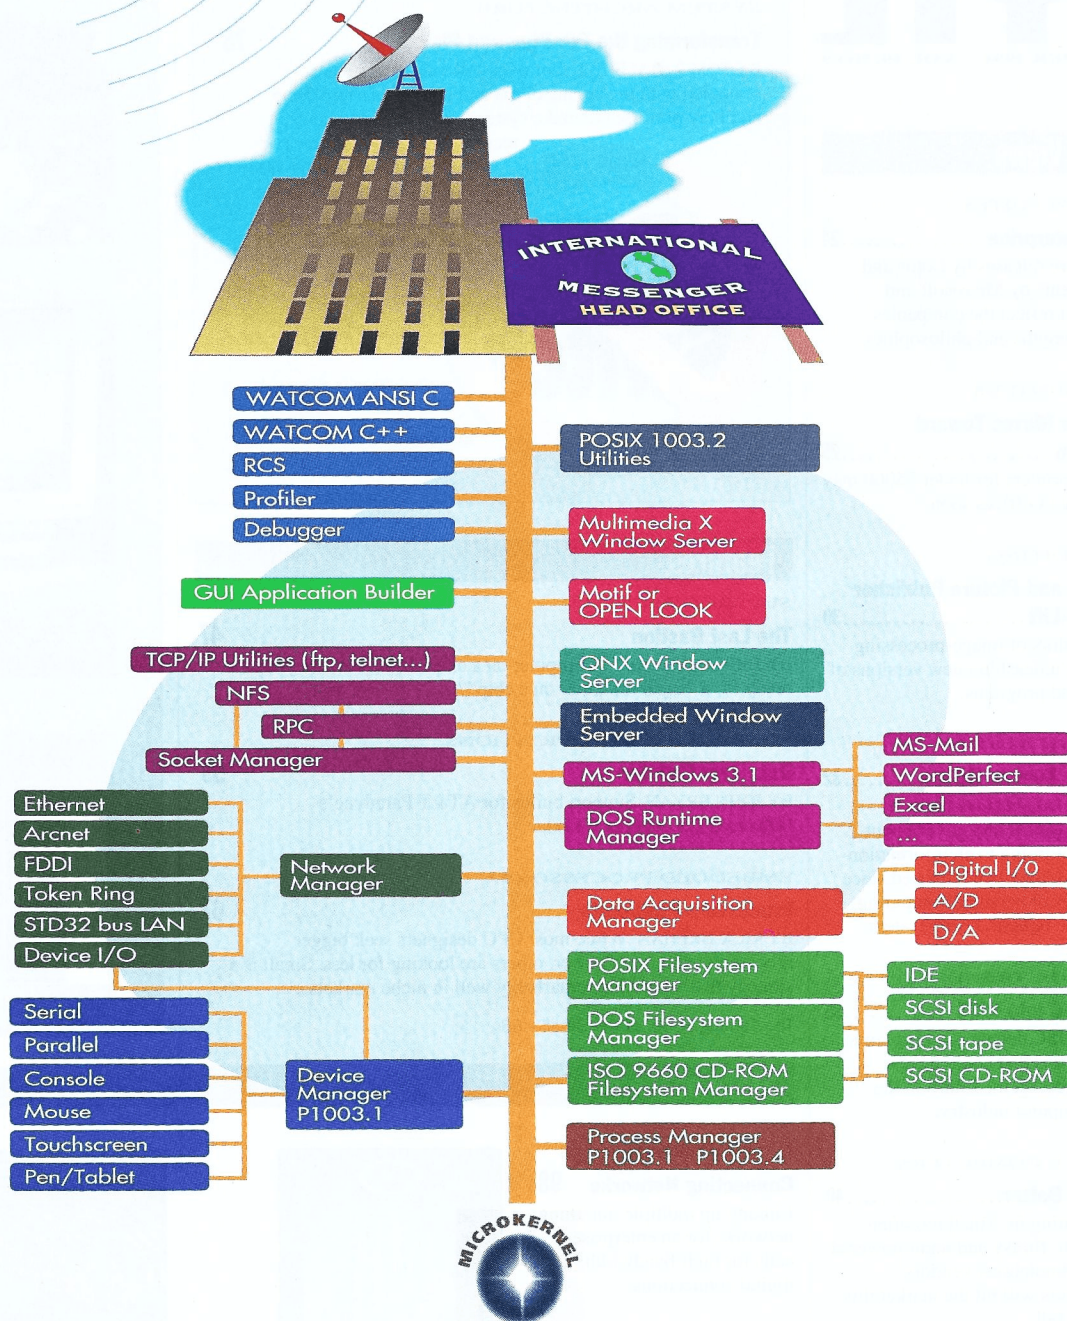 INTERNATIONAL
MESSENGER
HEAD OFFICE
WATCOM ANSI C
WATCOM C++
RCS
Profiler
Debugger
GUI Application Builder
TCP/IP Utilities (ftp, telnet...)
NFS
RPC
Socket Manager
Ethernet
Arcnet
FDDI
Token Ring
STD32 bus LAN
Device I/O
Network
Manager
Serial
Parallel
Console
Mouse
Touchscreen
Pen/Tablet
Device
Manager
P1003.1
POSIX 1003.2
Utilities
Multimedia X
Window Server
Motif or
OPEN LOOK
QNX Window
Server
Embedded Window
Server
MS-Windows 3.1
DOS Runtime
Manager
MS-Mail
WordPerfect
Excel
...
Data Acquisition
Manager
Digital I/0
A/D
D/A
POSIX Filesystem
Manager
DOS Filesystem
Manager
ISO 9660 CD-ROM
Filesystem Manager
IDE
SCSI disk
SCSI tape
SCSI CD-ROM
Process Manager
P1003.1 P1003.4
MICROKERNEL